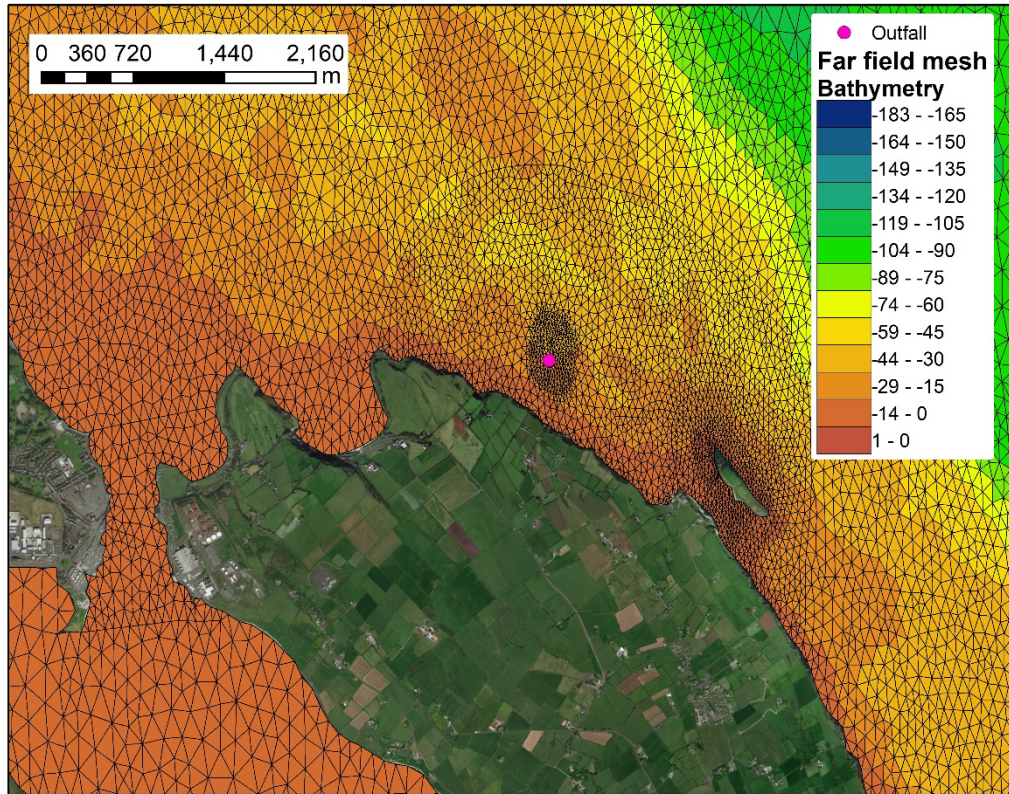 0 360 720 1,440 2,160
m
Outfall
Far field mesh
Bathymetry
-183 - -165
-164 - -150
-149 - -135
-134 - -120
-119 - -105
-104 - -90
-89 - -75
-74 - -60
-59 - -45
-44 - -30
-29 - -15
-14 - 0
1 - 0